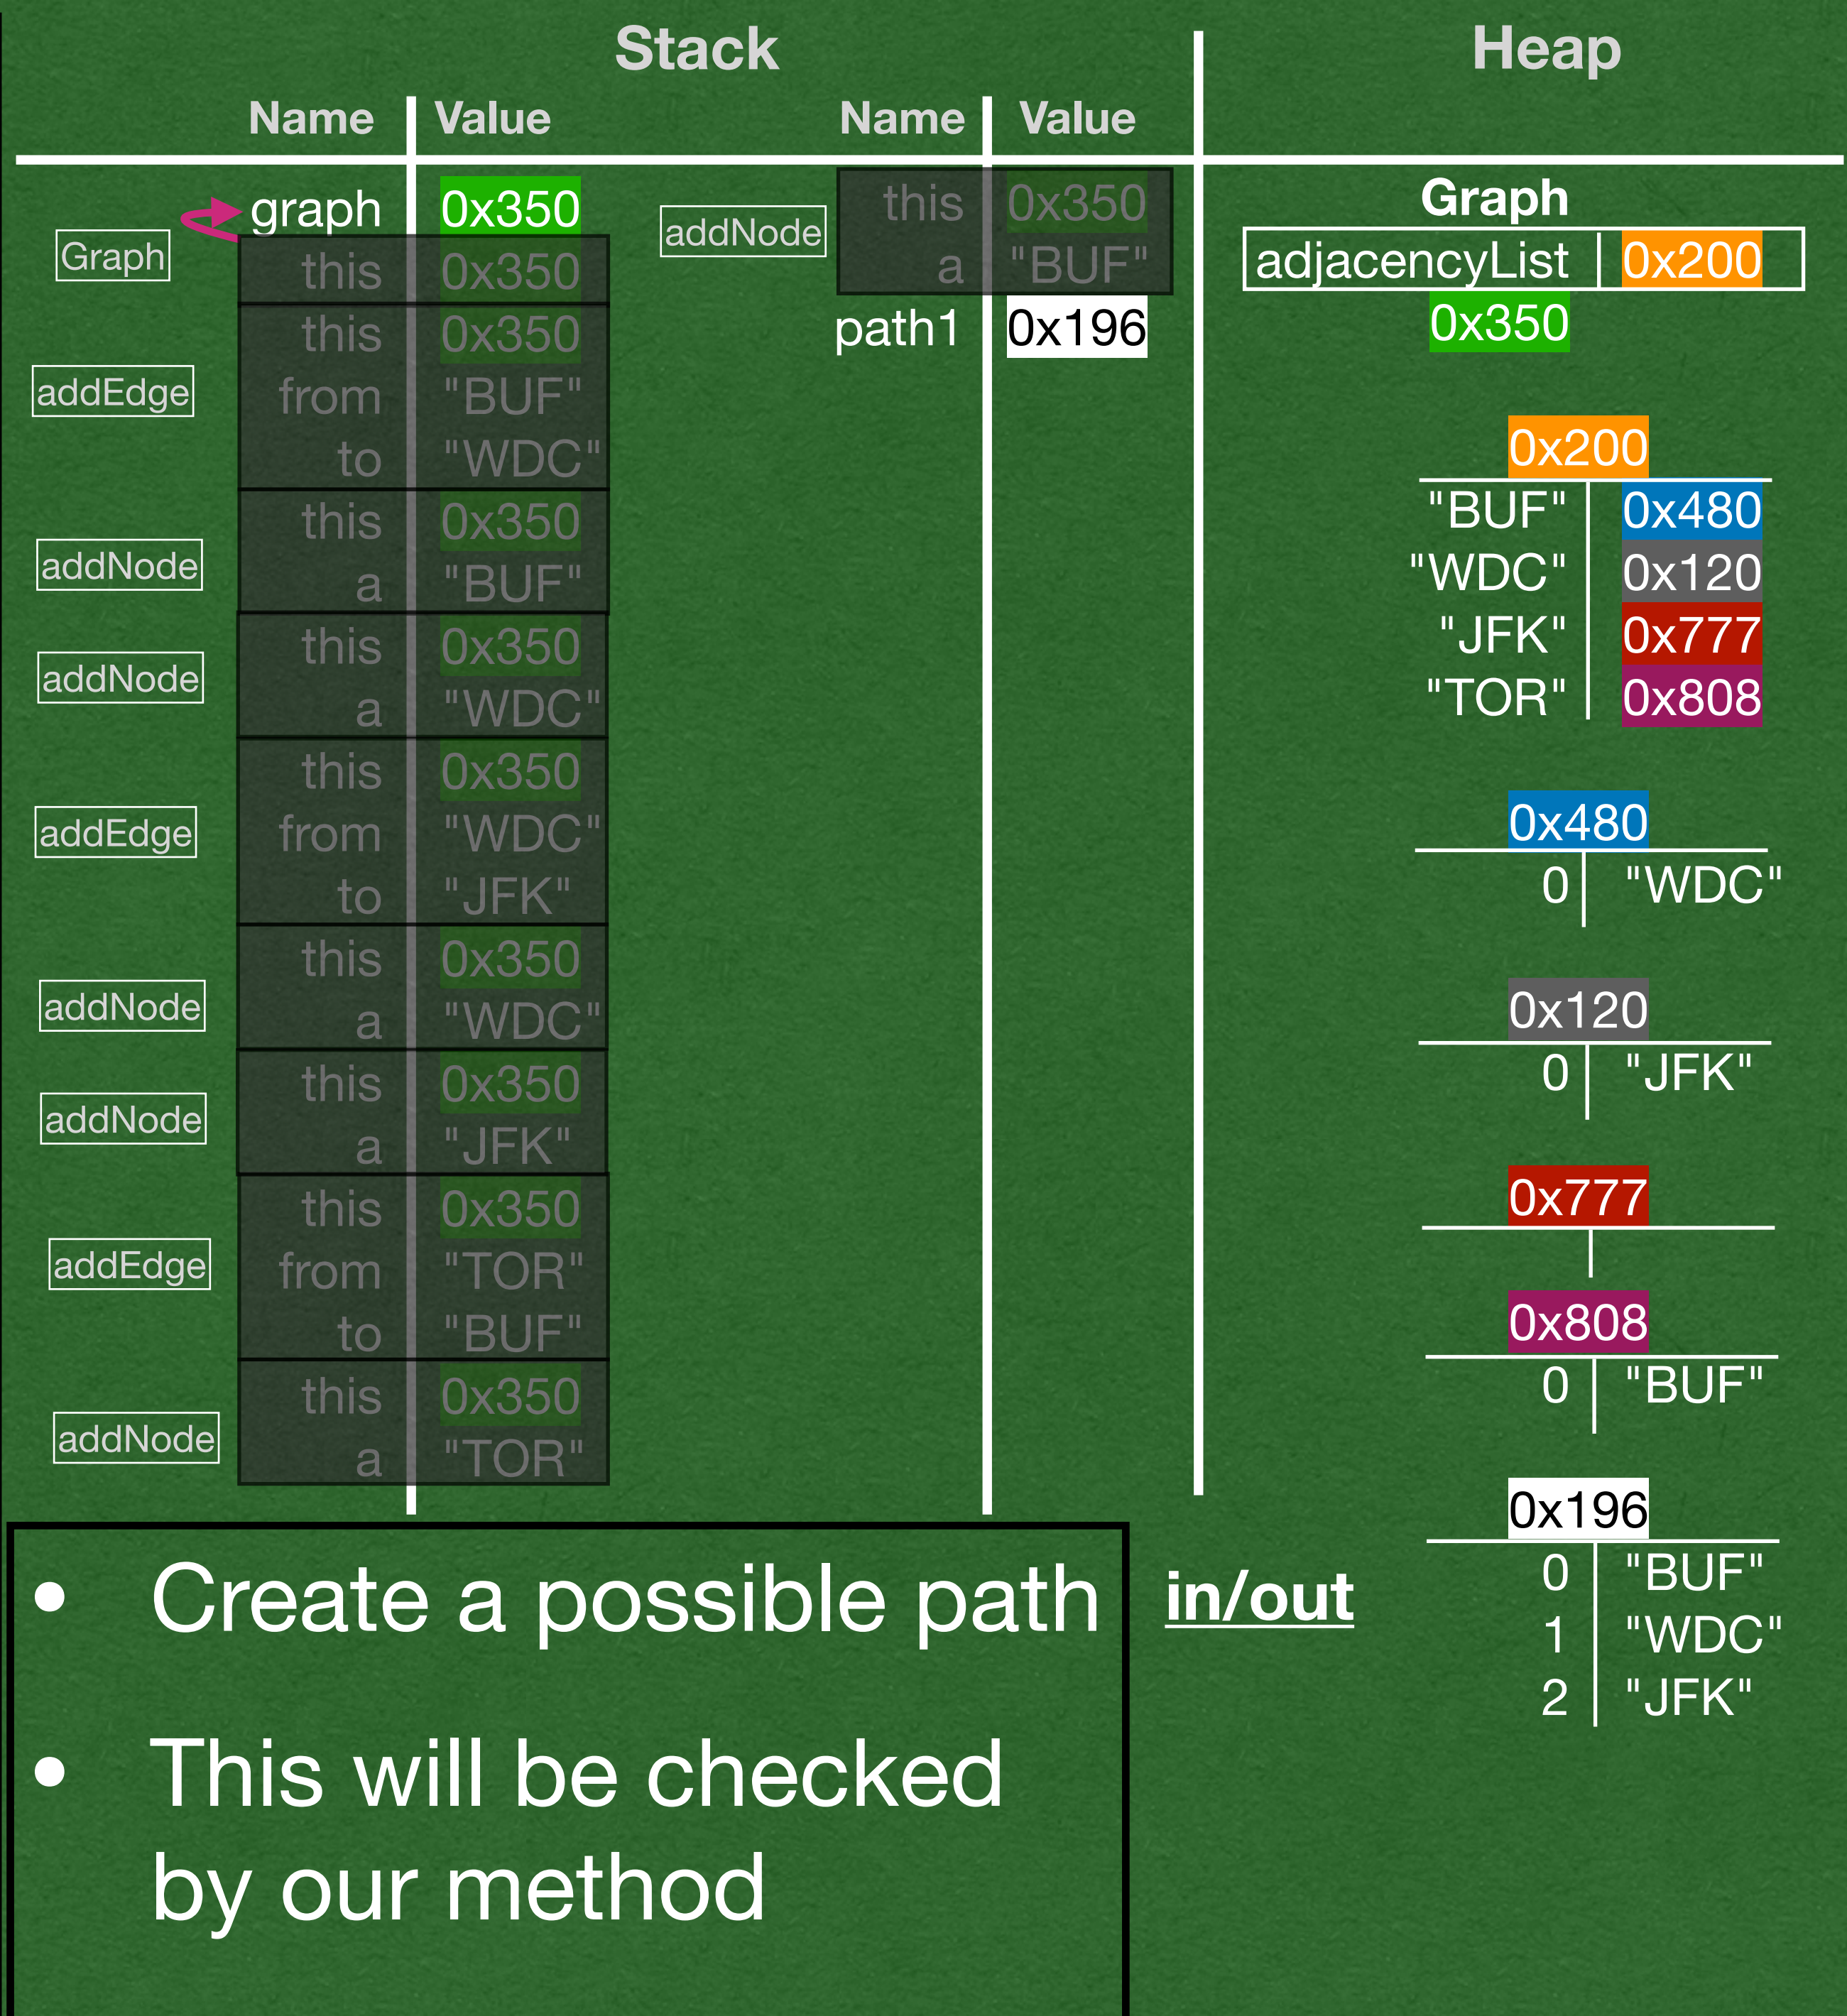 Stack
Heap
Name Value
Name Value
graph 0x350
Graph
this 0x350
addEdge
this 0x350
from "BUF"
to "WDC"
addNode
this 0x350
a "BUF"
addNode
this 0x350
a "WDC"
addEdge
this 0x350
from "WDC"
to "JFK"
addNode
this 0x350
a "WDC"
addNode
this 0x350
a "JFK"
addEdge
this 0x350
from "TOR"
to "BUF"
addNode
this 0x350
a "TOR"
addNode
this 0x350
a "BUF"
path1 0x196
Graph
adjacencyList 0x200
0x350
0x200
"BUF" 0x480
"WDC" 0x120
"JFK" 0x777
"TOR" 0x808
0x480
0 "WDC"
0x120
0 "JFK"
0x777
0x808
0 "BUF"
0x196
0 "BUF"
1 "WDC"
2 "JFK"
in/out
• Create a possible path
• This will be checked
by our method